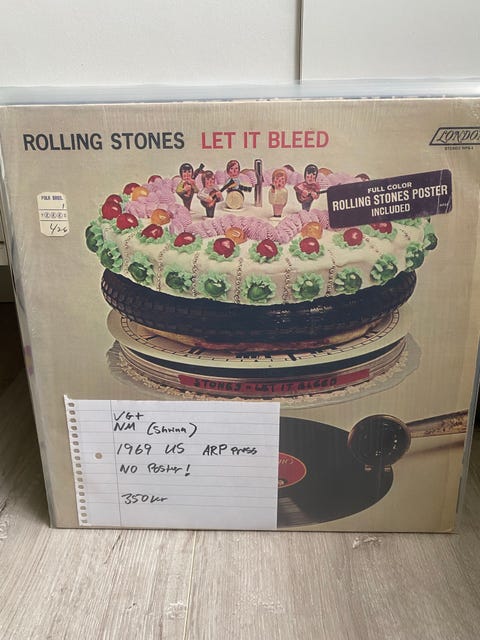 ROLLING STONES LET IT BLEED
LONDON
FULL COLOR
ROLLING STONES POSTER
INCLUDED
STONES - LET IT BLEED
VG+
NM (Shrink)
1969 US ARP press
NO Poster!
350kr